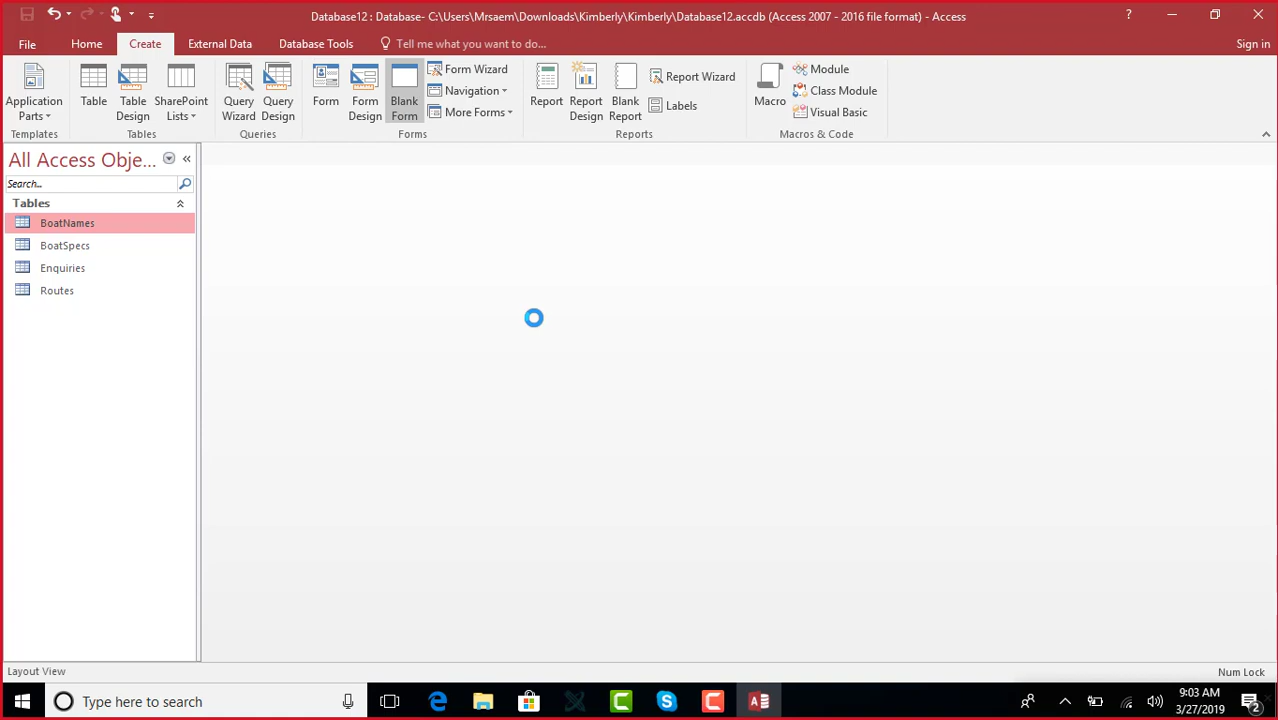 Database12 : Database- C:\Users\Mrsaem\Downloads\Kimberly\Kimberly\Database12.accdb (Access 2007 - 2016 file format) - Access
File Home Create External Data Database Tools Tell me what you want to do... Sign in
Application Parts
Table
Table Design
SharePoint Lists
Query Wizard
Query Design
Form
Form Design
Blank Form
Form Wizard
Navigation
More Forms
Report
Report Design
Blank Report
Report Wizard
Labels
Macro
Module
Class Module
Visual Basic
Templates Tables Queries Forms Reports Macros & Code
All Access Obje...
Search...
Tables
BoatNames
BoatSpecs
Enquiries
Routes
Layout View Num Lock
Type here to search
9:03 AM
3/27/2019
2